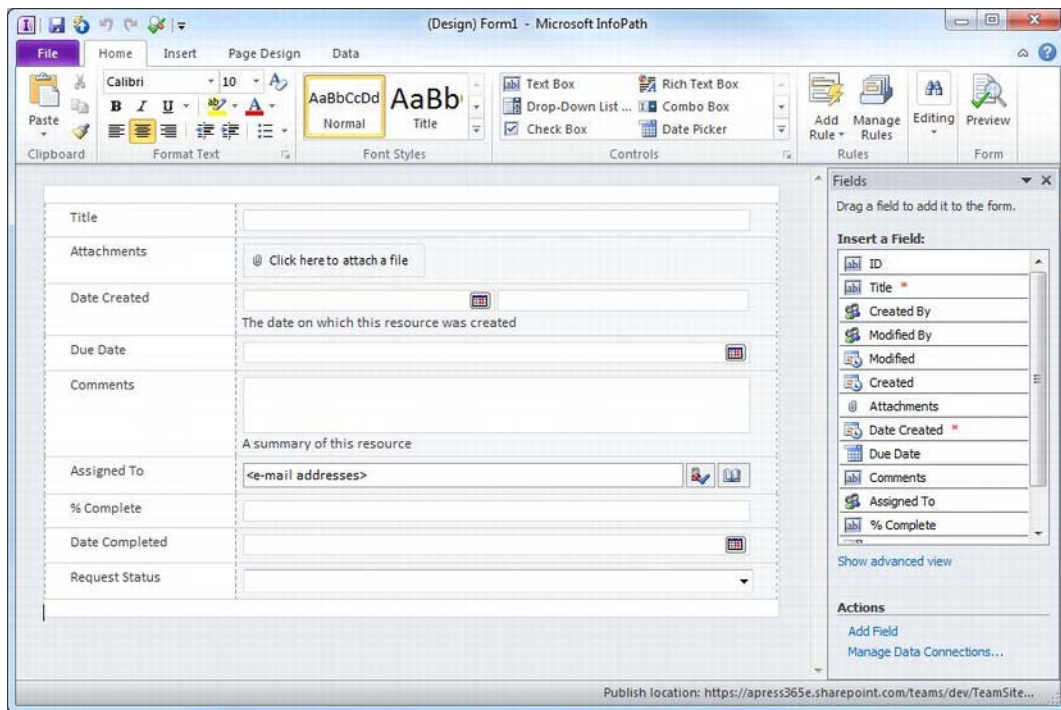 (Design) Form1 - Microsoft InfoPath
File Home Insert Page Design Data
Paste
Clipboard
Calibri 10
B I U
Format Text
AaBbCcDd
Normal
AaBb
Title
Font Styles
Text Box Rich Text Box
Drop-Down List ... Combo Box
Check Box Date Picker
Controls
Add Rule
Manage Rules
Rules
Editing
Preview
Form
Title
Attachments
Click here to attach a file
Date Created
The date on which this resource was created
Due Date
Comments
A summary of this resource
Assigned To
<e-mail addresses>
% Complete
Date Completed
Request Status
Fields
Drag a field to add it to the form.
Insert a Field:
ID
Title *
Created By
Modified By
Modified
Created
Attachments
Date Created *
Due Date
Comments
Assigned To
% Complete
Show advanced view
Actions
Add Field
Manage Data Connections...
Publish location: https://apress365e.sharepoint.com/teams/dev/TeamSite...